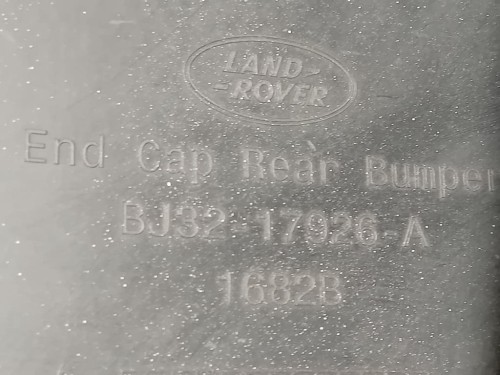 LAND-
-ROVER
End Cap Rear Bumper
BJ32-17926-A
1682B